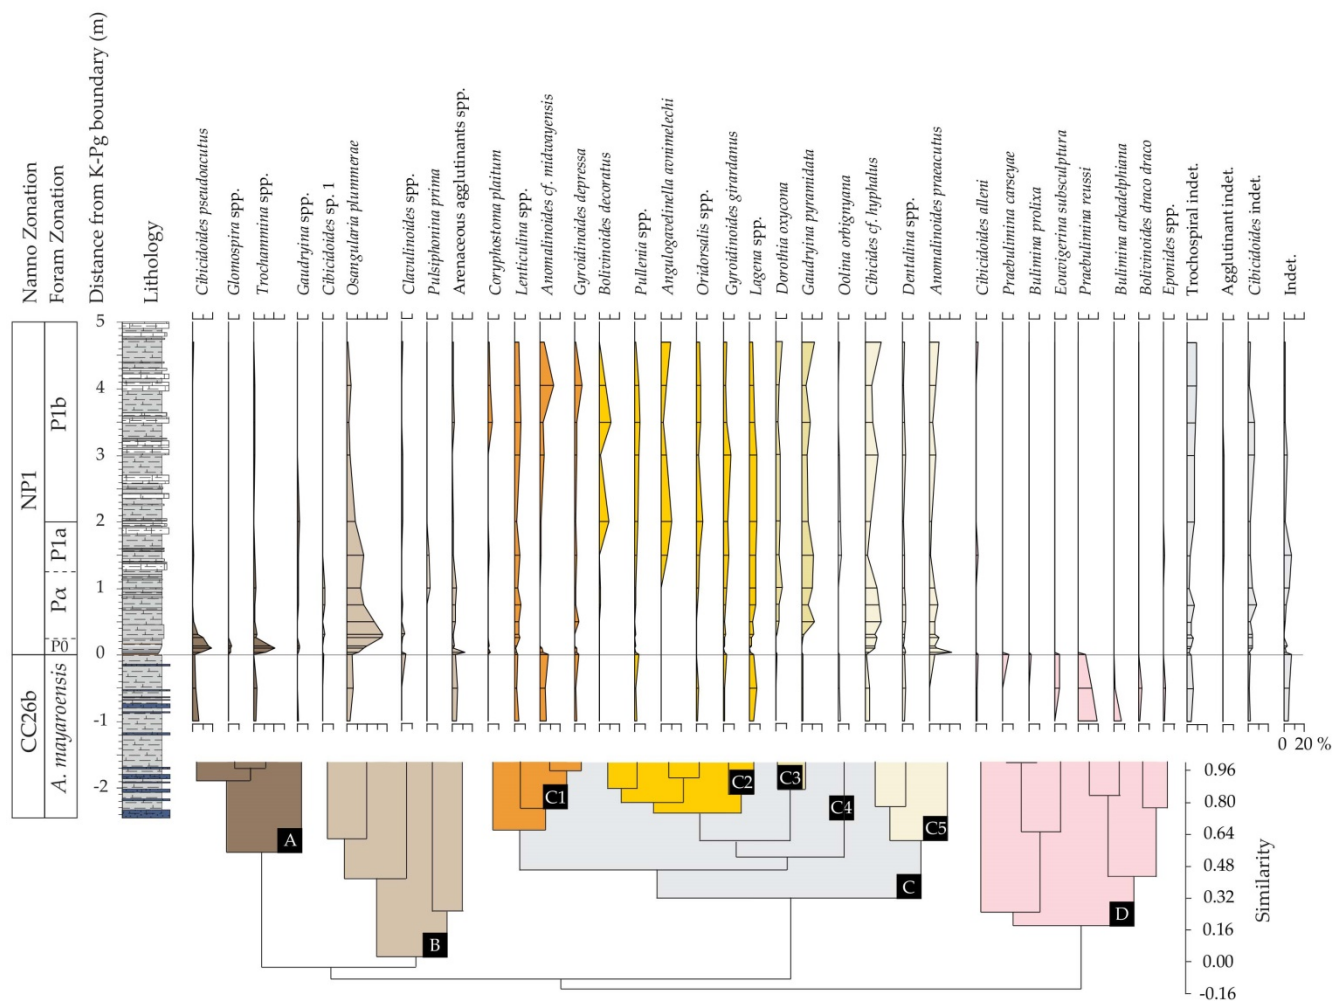 Nanno Zonation
Foram Zonation
Distance from K-Pg boundary (m)
Lithology
Cibicidoides pseudoacutus
Glomospira spp.
Trochammina spp.
Gaudryina spp.
Cibicidoides sp. 1
Osangularia plummerae
Clavulinoides spp.
Pulsiphonina prima
Arenaceous agglutinants spp.
Coryphostoma plaitum
Lenticulina spp.
Anomalinoides cf. midwayensis
Gyroidinoides depressa
Bolivinoides decoratus
Pullenia spp.
Angulogavelinella avnimelechi
Oridorsalis spp.
Gyroidinoides girardanus
Lagena spp.
Dorothia oxycona
Gaudryina pyramidata
Oolina orbignyana
Cibicides cf. hyphalus
Dentalina spp.
Anomalinoides praeacutus
Cibicidoides alleni
Praebulimina carseyae
Bulimina prolixa
Eouvigerina subsculptura
Praebulimina reussi
Bulimina arkadelphiana
Bolivinoides draco draco
Eponides spp.
Trochospiral indet.
Agglutinant indet.
Cibicidoides indet.
Indet.
NP1
CC26b
P1b
P1a
Pα
P0
A. mayaroensis
5
4
3
2
1
0
-1
-2
0 20 %
A
B
C1
C2
C3
C4
C5
C
D
0.96
0.80
0.64
0.48
0.32
0.16
0.00
-0.16
Similarity